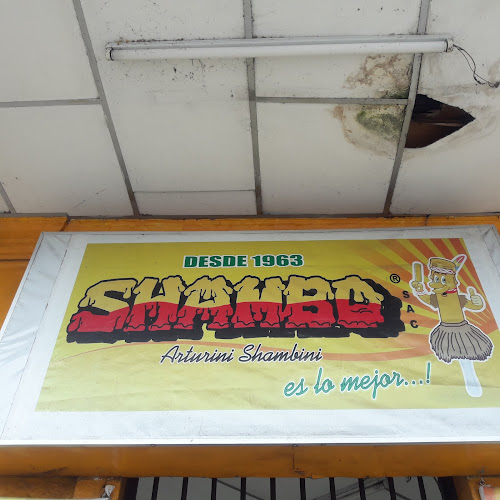 DESDE 1963
SHAMBO ®
SAC
Arturini Shambini
es lo mejor...!